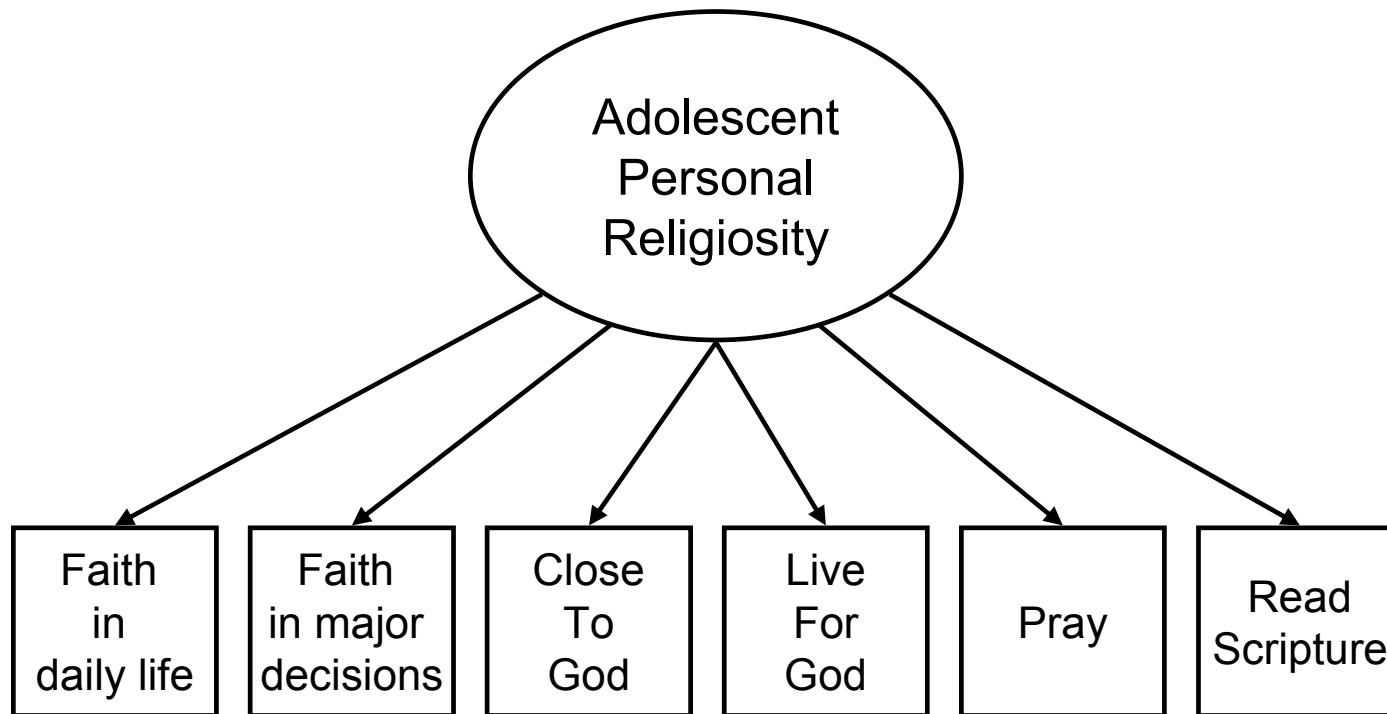 Adolescent
Personal
Religiosity
Faith
in
daily life
Faith
in major
decisions
Close
To
God
Live
For
God
Pray
Read
Scripture